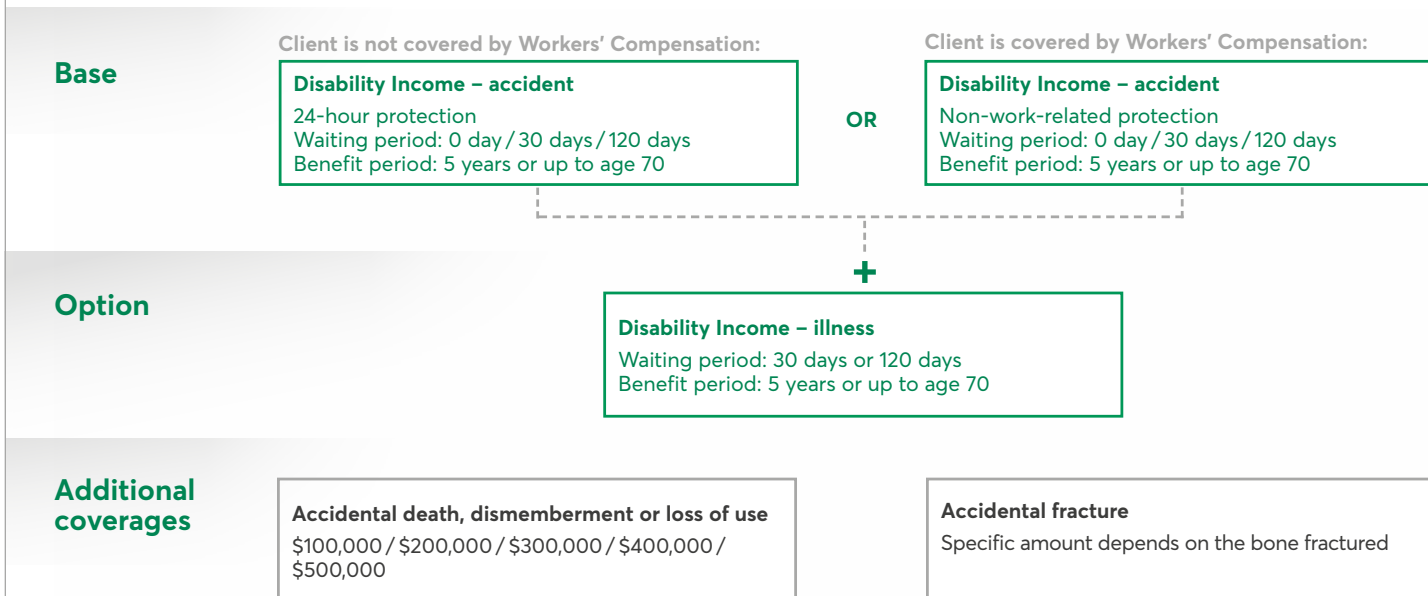 Base
Client is not covered by Workers' Compensation:
Disability Income – accident
24-hour protection
Waiting period: 0 day / 30 days / 120 days
Benefit period: 5 years or up to age 70
OR
Client is covered by Workers' Compensation:
Disability Income – accident
Non-work-related protection
Waiting period: 0 day / 30 days / 120 days
Benefit period: 5 years or up to age 70
+
Option
Disability Income – illness
Waiting period: 30 days or 120 days
Benefit period: 5 years or up to age 70
Additional
coverages
Accidental death, dismemberment or loss of use
$100,000 / $200,000 / $300,000 / $400,000 /
$500,000
Accidental fracture
Specific amount depends on the bone fractured